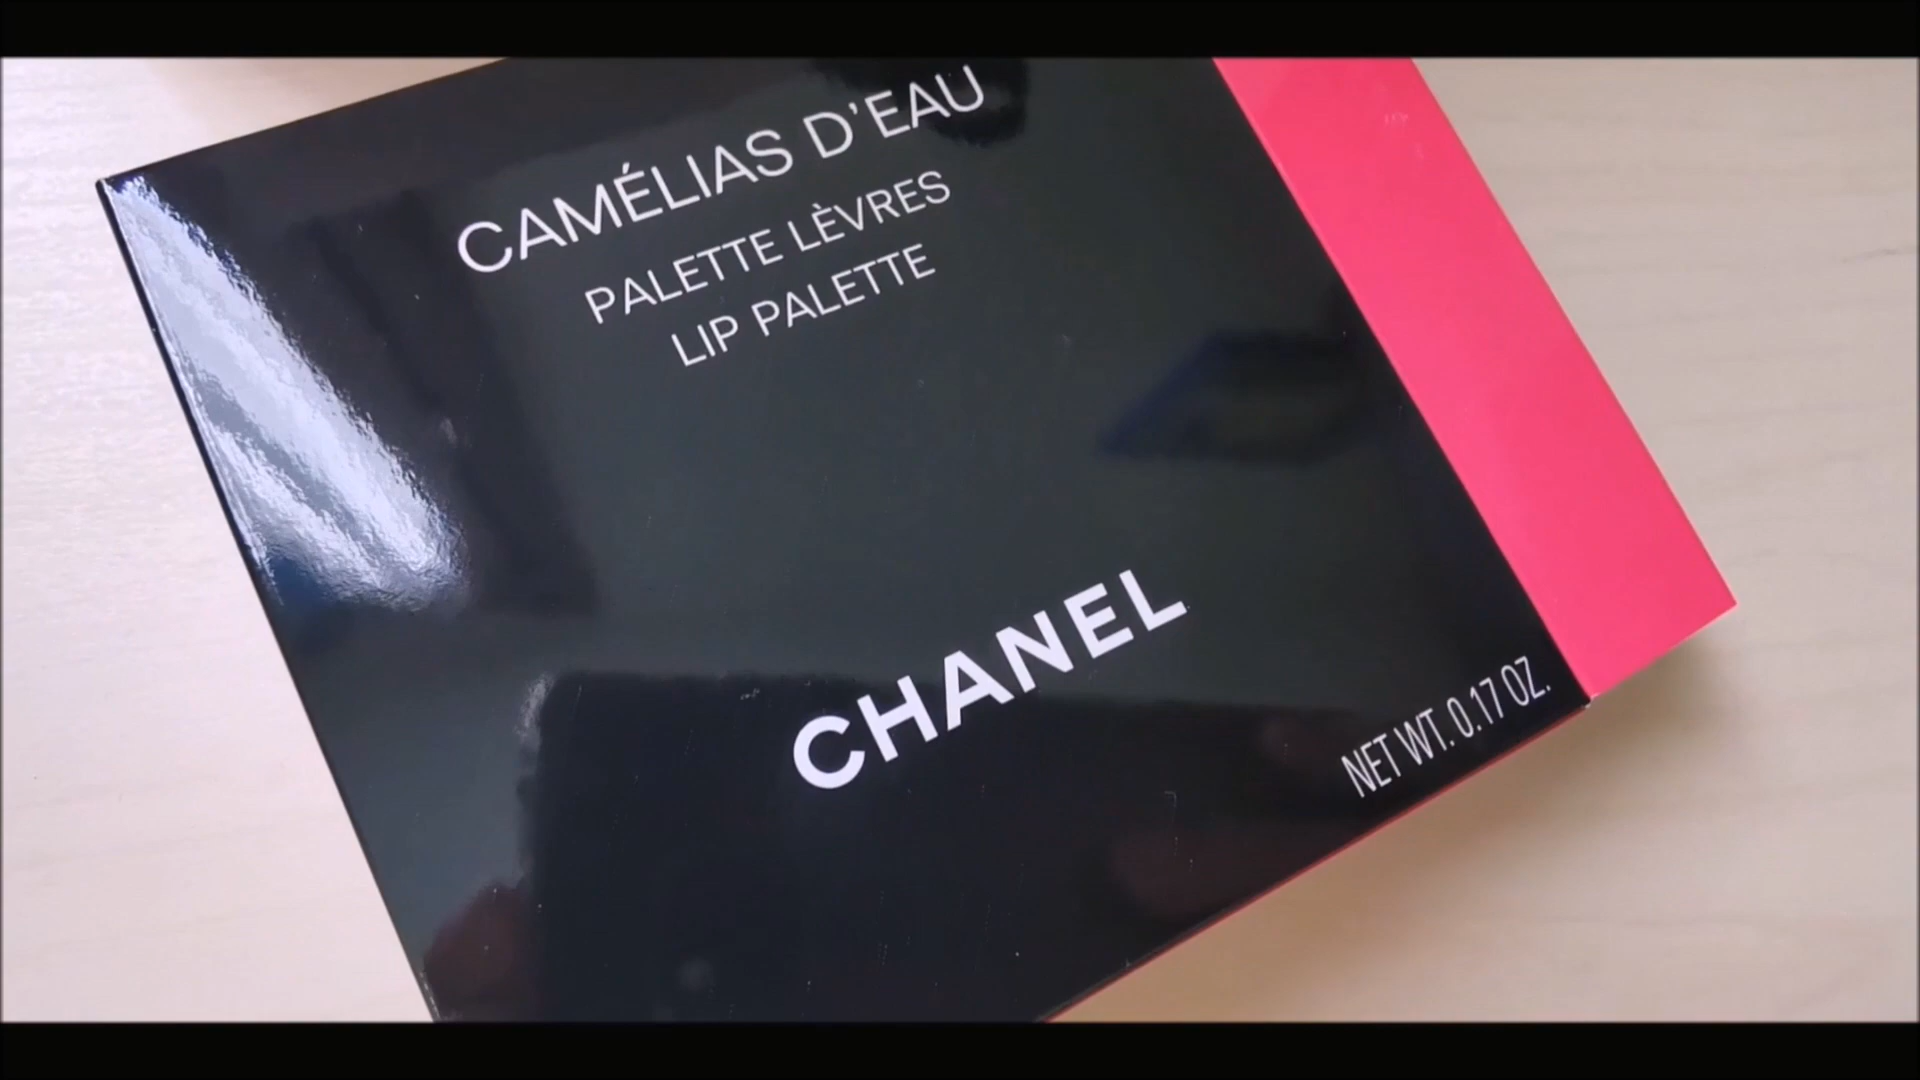 CAMÉLIAS D'EAU
PALETTE LÈVRES
LIP PALETTE
CHANEL
NET WT. 0.17 OZ.